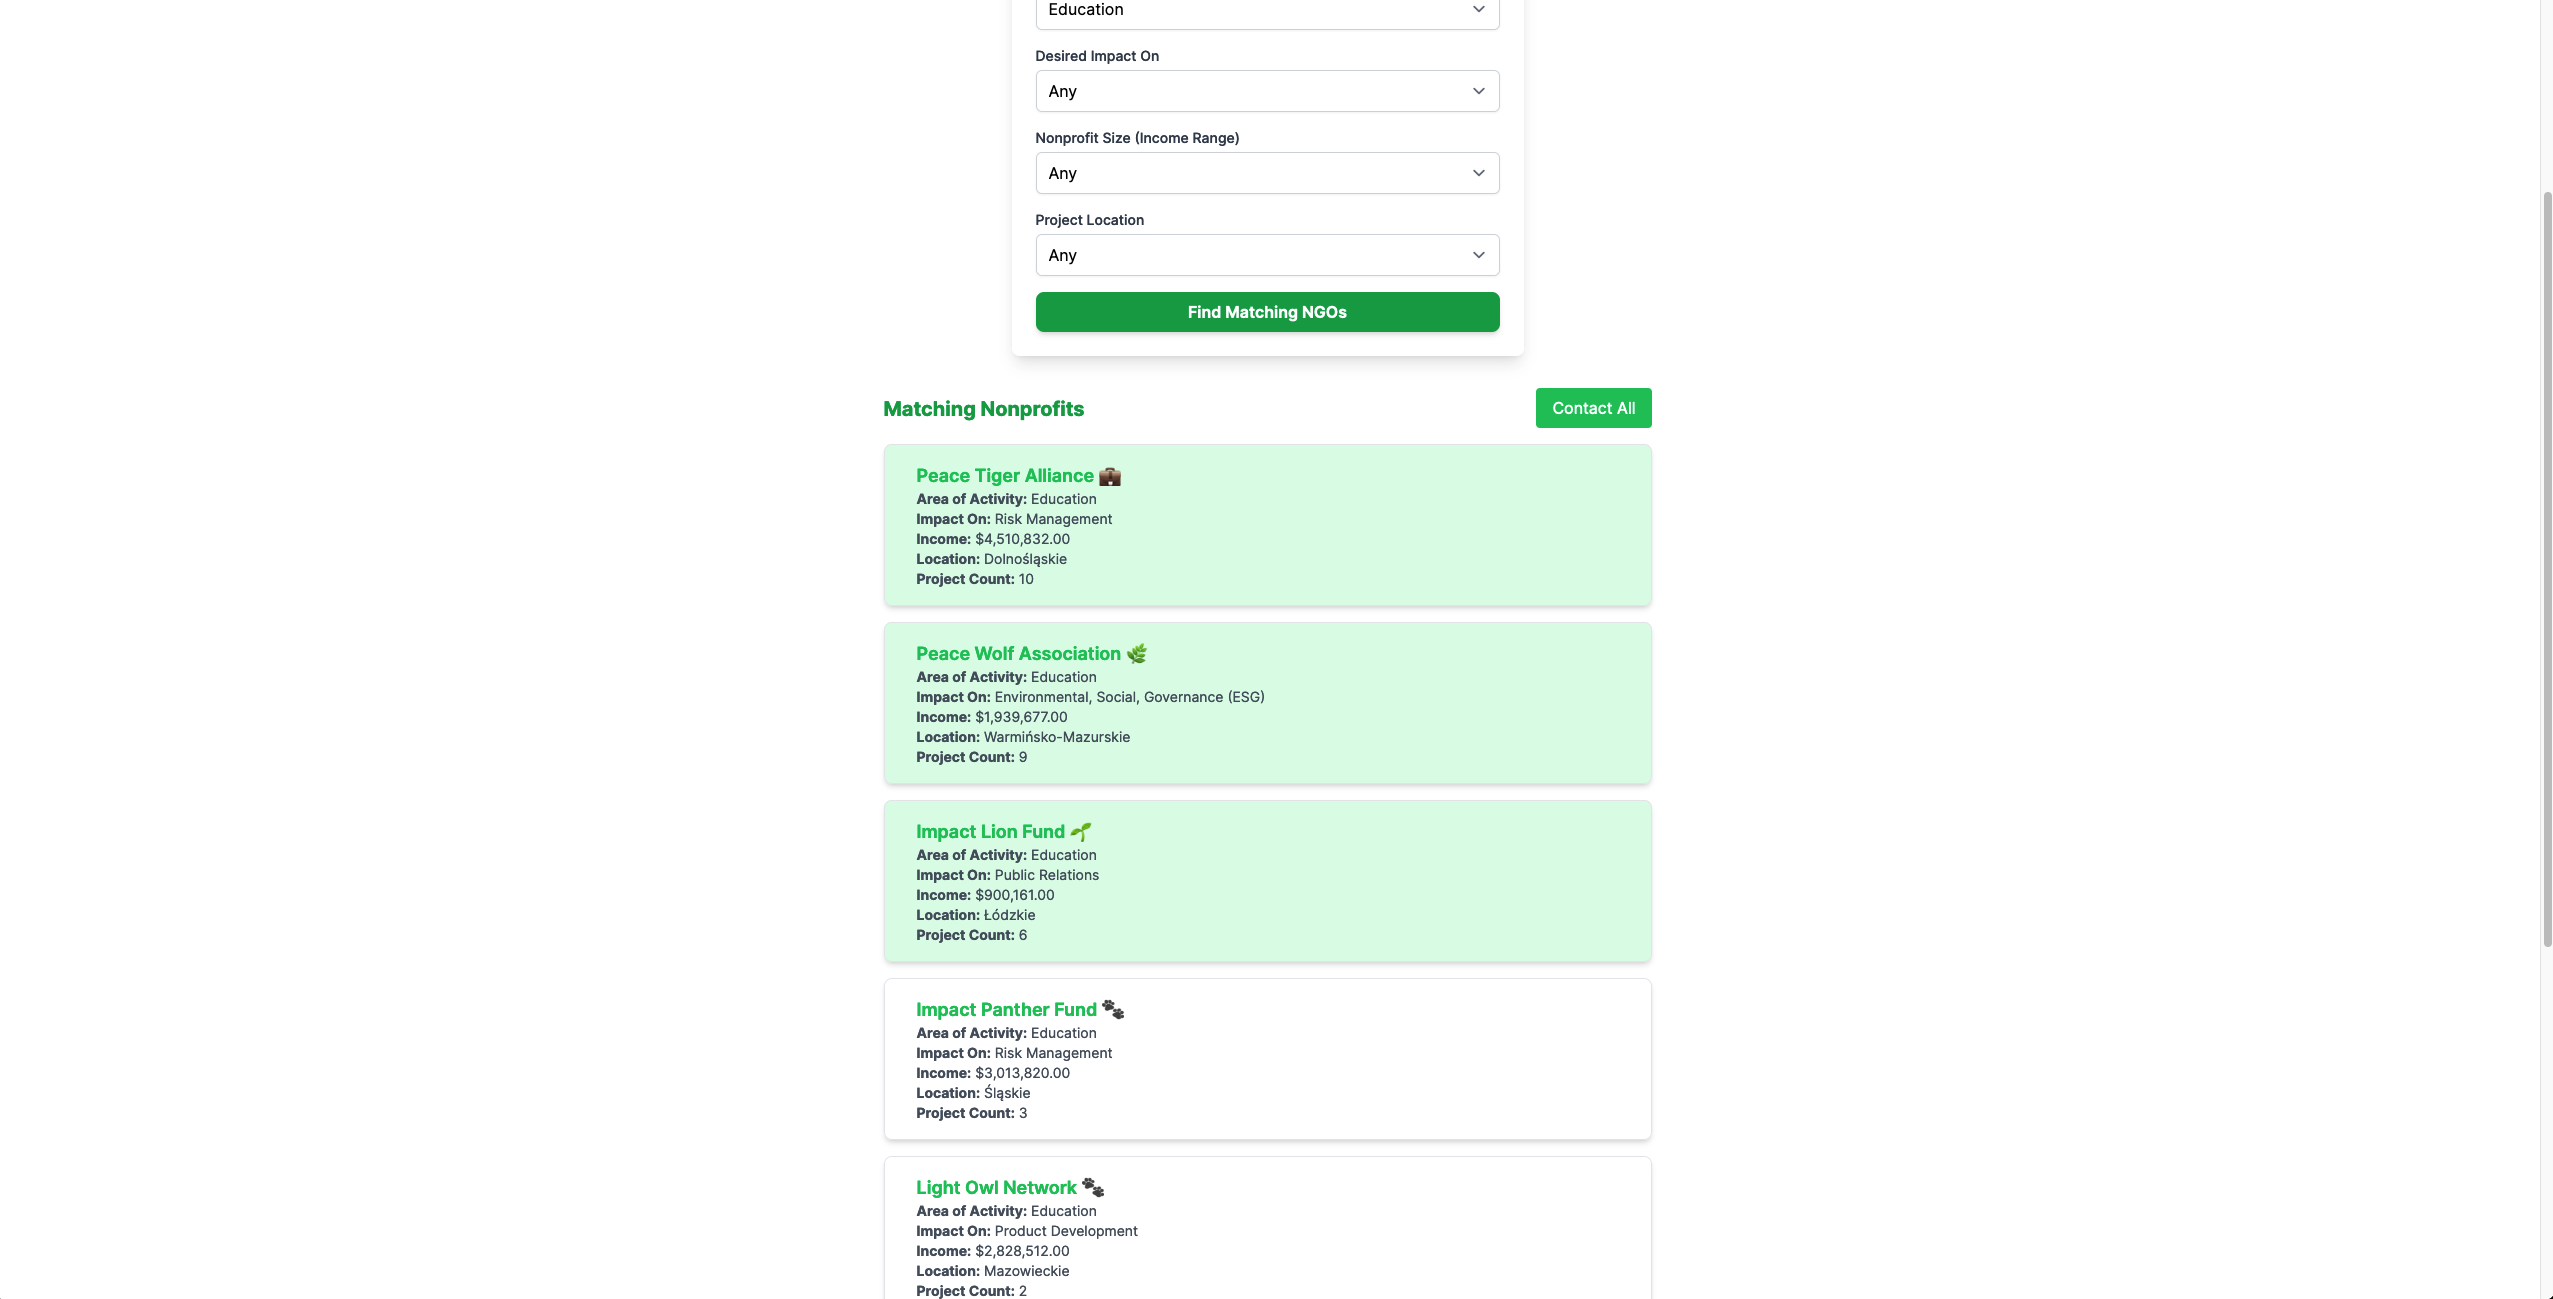 Education
Desired Impact On
Any
Nonprofit Size (Income Range)
Any
Project Location
Any
Find Matching NGOs
Matching Nonprofits
Contact All
Peace Tiger Alliance
Area of Activity: Education
Impact On: Risk Management
Income: $4,510,832.00
Location: Dolnośląskie
Project Count: 10
Peace Wolf Association
Area of Activity: Education
Impact On: Environmental, Social, Governance (ESG)
Income: $1,939,677.00
Location: Warmińsko-Mazurskie
Project Count: 9
Impact Lion Fund
Area of Activity: Education
Impact On: Public Relations
Income: $900,161.00
Location: Łódzkie
Project Count: 6
Impact Panther Fund
Area of Activity: Education
Impact On: Risk Management
Income: $3,013,820.00
Location: Śląskie
Project Count: 3
Light Owl Network
Area of Activity: Education
Impact On: Product Development
Income: $2,828,512.00
Location: Mazowieckie
Project Count: 2